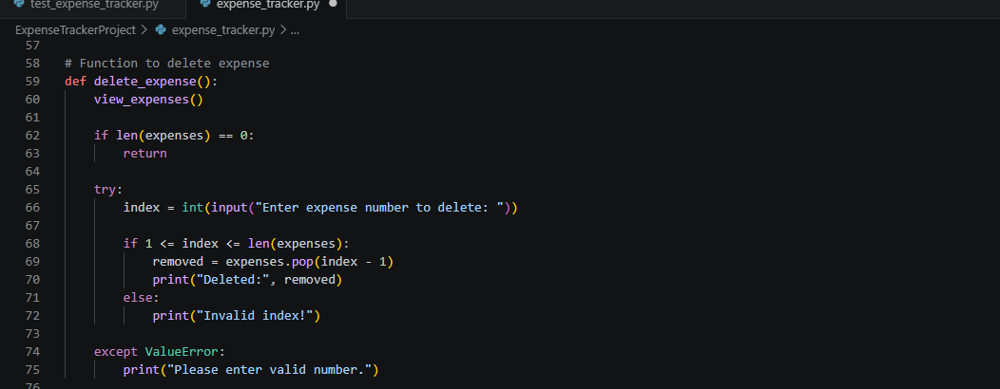 test_expense_tracker.py expense_tracker.py
ExpenseTrackerProject > expense_tracker.py > ...
57
58 # Function to delete expense
59 def delete_expense():
60     view_expenses()
61
62     if len(expenses) == 0:
63         return
64
65     try:
66         index = int(input("Enter expense number to delete: "))
67
68         if 1 <= index <= len(expenses):
69             removed = expenses.pop(index - 1)
70             print("Deleted:", removed)
71         else:
72             print("Invalid index!")
73
74     except ValueError:
75         print("Please enter valid number.")
76